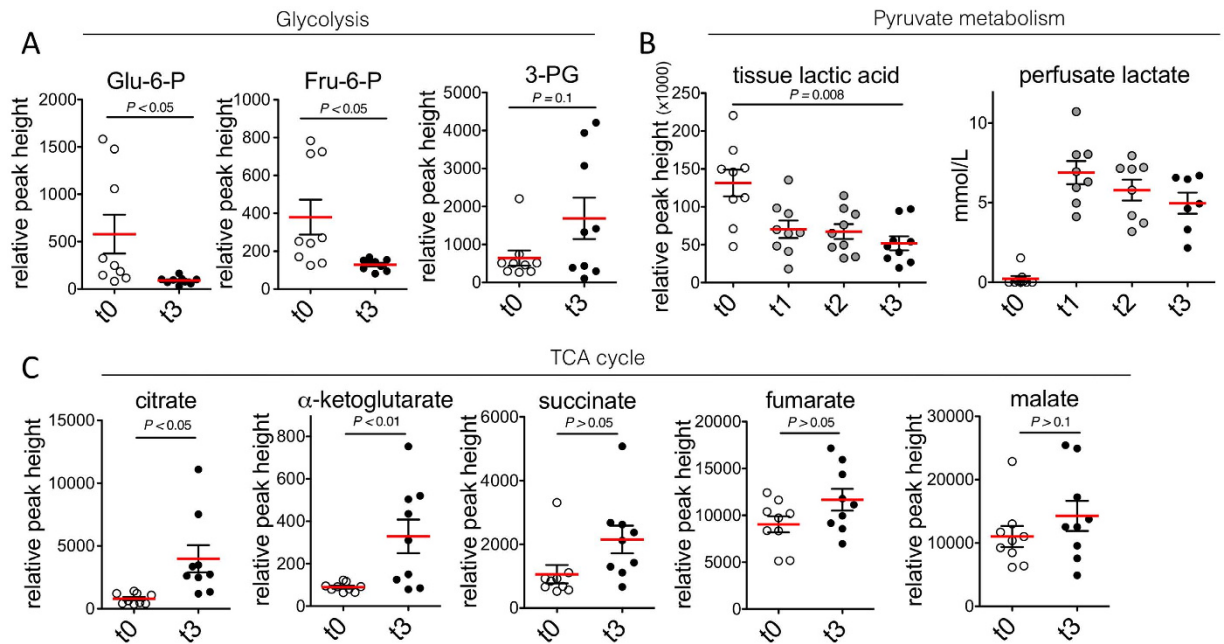 Glycolysis
Pyruvate metabolism
A
B
Glu-6-P
Fru-6-P
3-PG
tissue lactic acid
perfusate lactate
P < 0.05
P < 0.05
P = 0.1
P = 0.008
relative peak height
2000
1500
1000
500
0
t0
t3
relative peak height
1000
800
600
400
200
0
t0
t3
relative peak height
5000
4000
3000
2000
1000
0
t0
t3
relative peak height (x1000)
250
200
150
100
50
0
t0
t1
t2
t3
mmol/L
10
5
0
t0
t1
t2
t3
TCA cycle
C
citrate
α-ketoglutarate
succinate
fumarate
malate
P < 0.05
P < 0.01
P > 0.05
P > 0.05
P > 0.1
relative peak height
15000
10000
5000
0
t0
t3
relative peak height
800
600
400
200
0
t0
t3
relative peak height
6000
4000
2000
0
t0
t3
relative peak height
20000
15000
10000
5000
0
t0
t3
relative peak height
30000
20000
10000
0
t0
t3